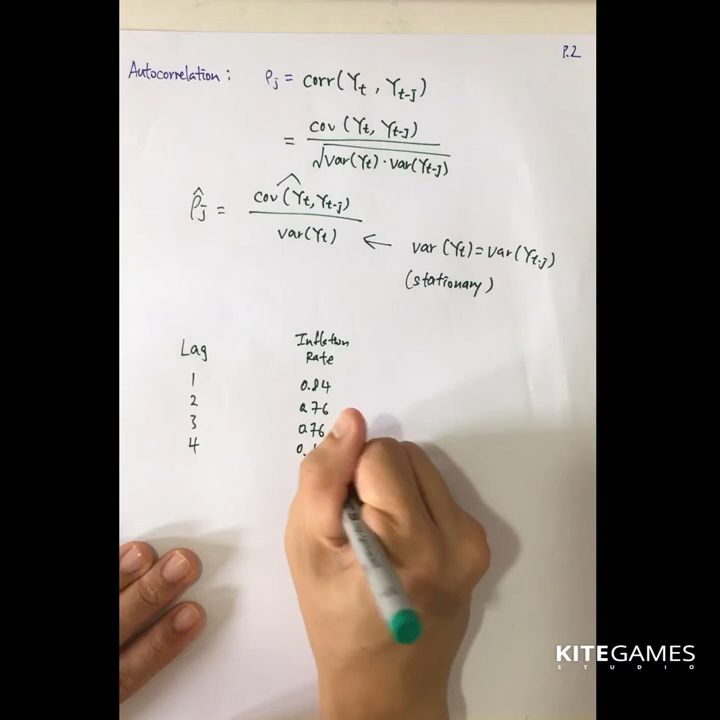 P.2
Autocorrelation : ρj = corr(Yt , Yt-j)
= cov (Yt, Yt-j) / √var(Yt) · var(Yt-j)
ρ̂j = cov^(Yt, Yt-j) / var(Yt) ← var (Yt) = var(Yt-j)
(stationary)
Lag Inflation
Rate
1 0.84
2 0.76
3 0.76
4 0.
KITEGAMES
STUDIO